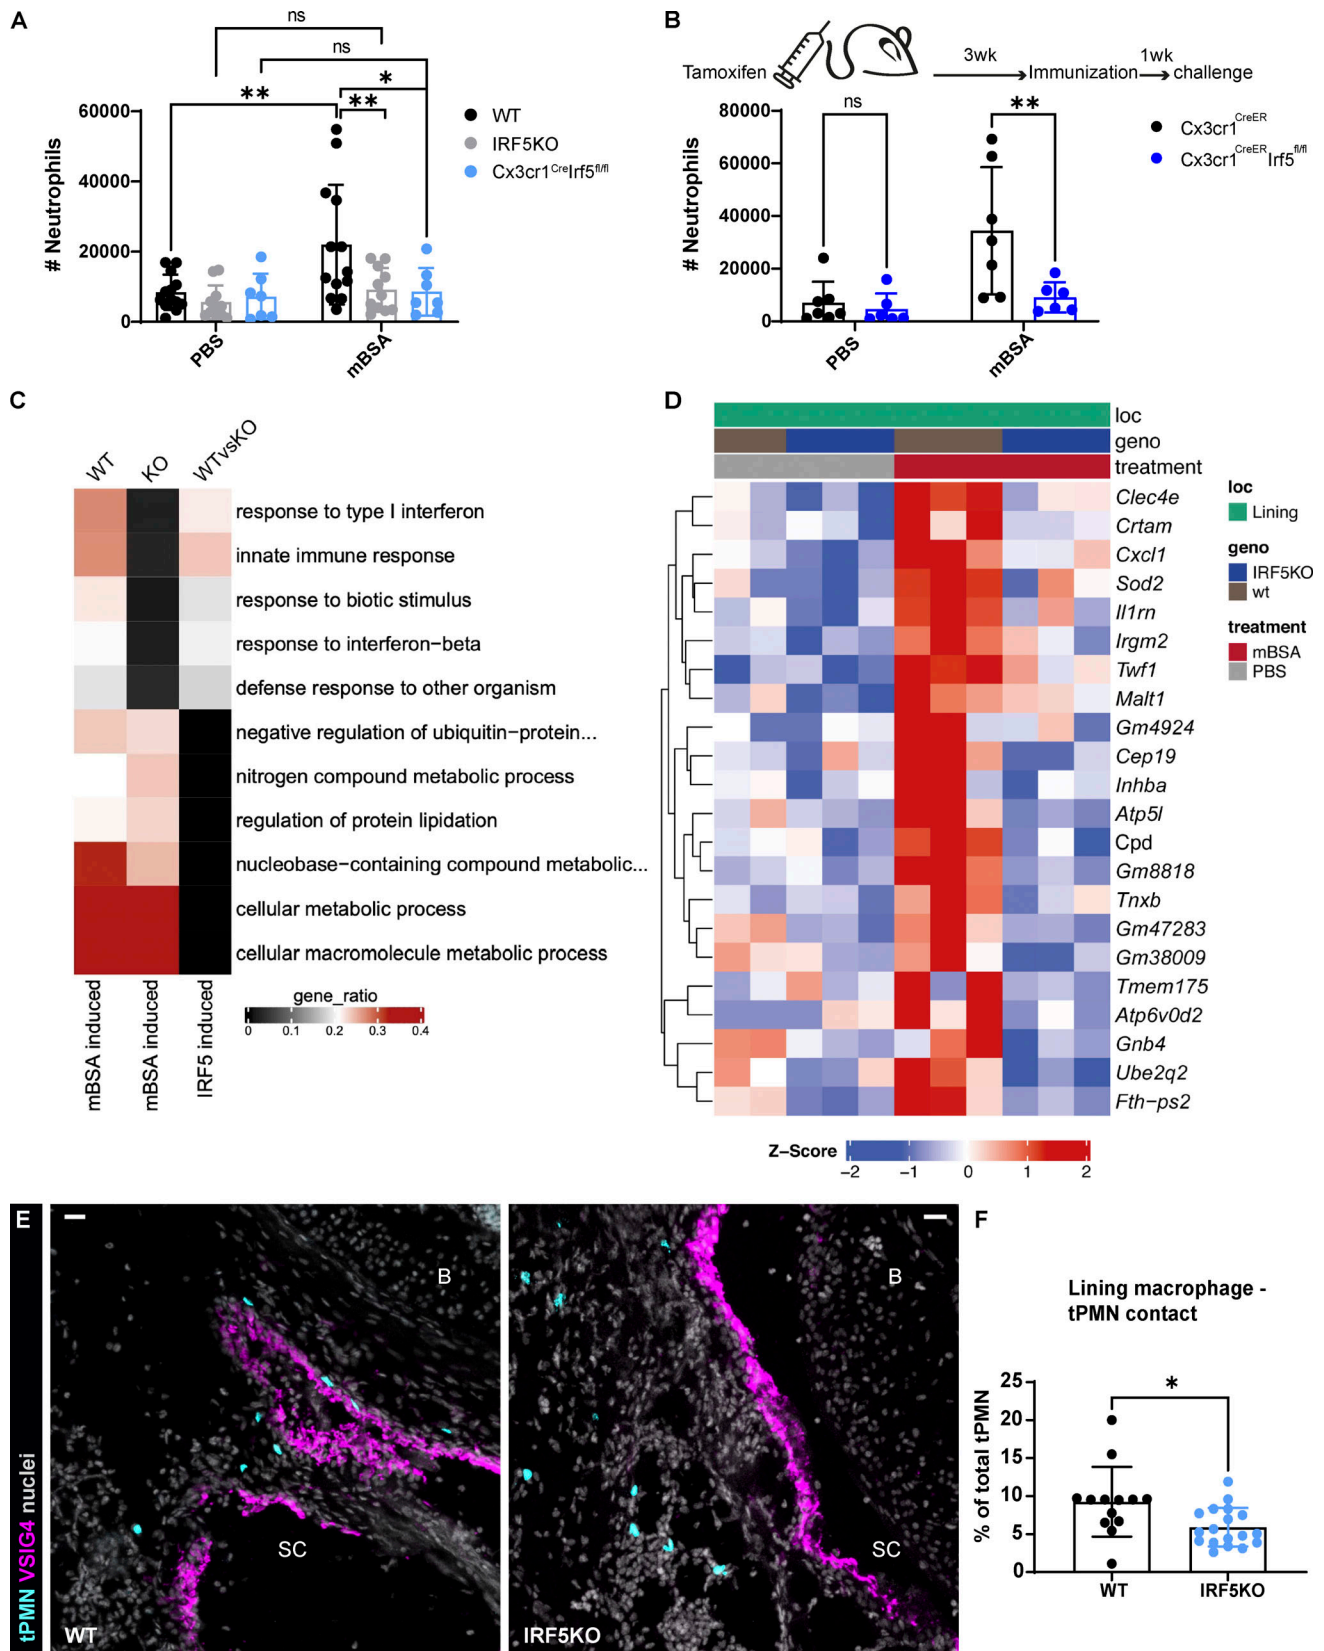 A
ns
ns
*
**
**
60000
40000
20000
0
# Neutrophils
PBS
mBSA
WT
IRF5KO
Cx3cr1CreIrf5fl/fl
B
Tamoxifen
3wk
Immunization
1wk
challenge
ns
**
80000
60000
40000
20000
0
# Neutrophils
PBS
mBSA
Cx3cr1CreER
Cx3cr1CreERIrf5fl/fl
C
WT
KO
WTvsKO
response to type I interferon
innate immune response
response to biotic stimulus
response to interferon-beta
defense response to other organism
negative regulation of ubiquitin-protein...
nitrogen compound metabolic process
regulation of protein lipidation
nucleobase-containing compound metabolic...
cellular metabolic process
cellular macromolecule metabolic process
mBSA induced
mBSA induced
IRF5 induced
gene_ratio
0 0.1 0.2 0.3 0.4
D
loc
geno
treatment
Clec4e
Crtam
Cxcl1
Sod2
Il1rn
Irgm2
Twf1
Malt1
Gm4924
Cep19
Inhba
Atp5l
Cpd
Gm8818
Tnxb
Gm47283
Gm38009
Tmem175
Atp6v0d2
Gnb4
Ube2q2
Fth-ps2
loc
Lining
geno
IRF5KO
wt
treatment
mBSA
PBS
Z-Score
-2 -1 0 1 2
E
tPMN VSIG4 nuclei
B
SC
WT
B
SC
IRF5KO
F
Lining macrophage -
tPMN contact
*
25
20
15
10
5
0
% of total tPMN
WT
IRF5KO